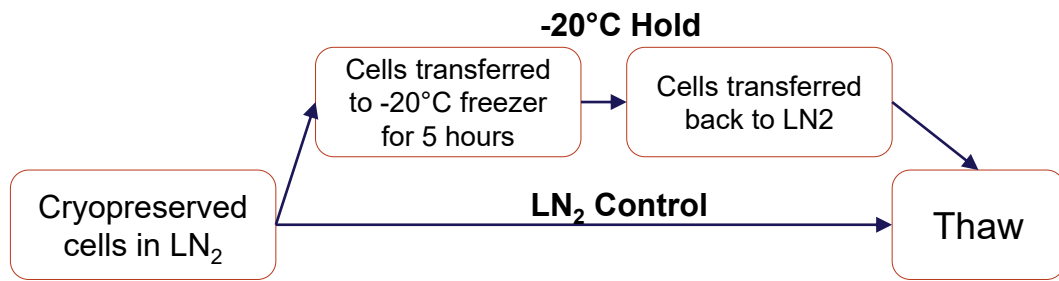 -20°C Hold
Cells transferred
to -20°C freezer
for 5 hours
Cells transferred
back to LN2
Cryopreserved
cells in LN₂
LN₂ Control
Thaw